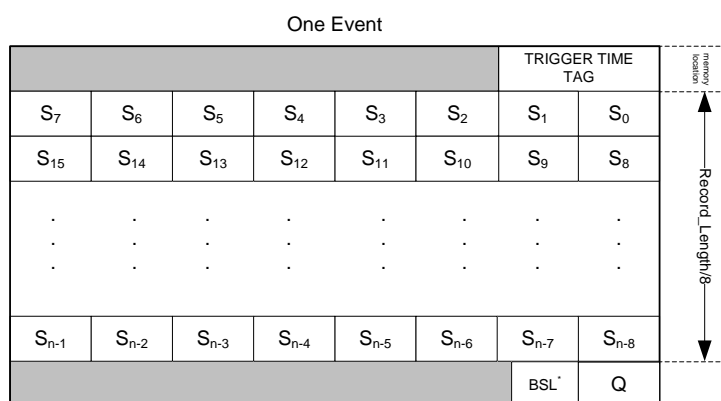 One Event
TRIGGER TIME
TAG
memory
location
S₇ S₆ S₅ S₄ S₃ S₂ S₁ S₀
S₁₅ S₁₄ S₁₃ S₁₂ S₁₁ S₁₀ S₉ S₈
. . . . . . . .
. . . . . . . .
. . . . . . . .
Record_Length/8
Sₙ₋₁ Sₙ₋₂ Sₙ₋₃ Sₙ₋₄ Sₙ₋₅ Sₙ₋₆ Sₙ₋₇ Sₙ₋₈
BSL* Q